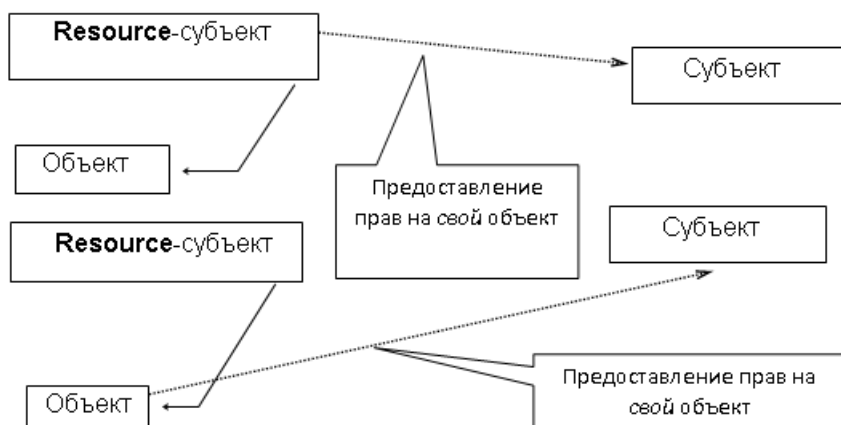 Resource-субъект
Субъект
Объект
Предоставление
прав на свой объект
Resource-субъект
Субъект
Объект
Предоставление прав на
свой объект